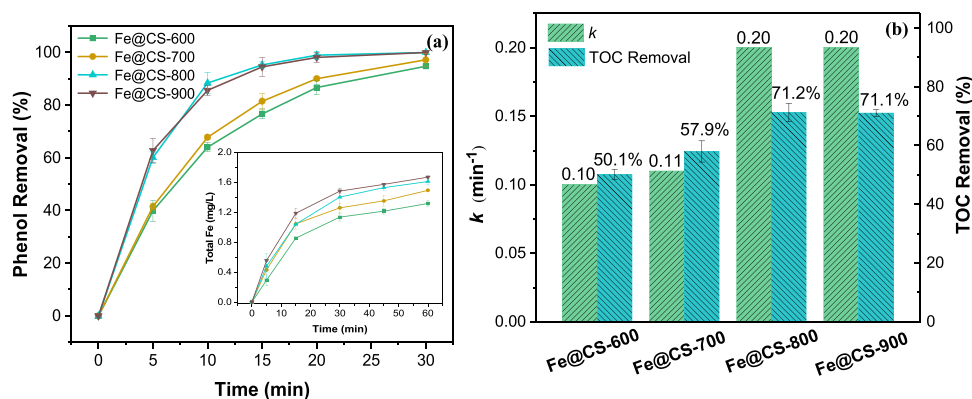 (a)
Fe@CS-600
Fe@CS-700
Fe@CS-800
Fe@CS-900
Phenol Removal (%)
100
80
60
40
20
0
0 5 10 15 20 30
Time (min)
Total Fe (mg/L)
2.0
1.6
1.2
0.8
0.4
0.0
0 10 20 30 40 50 60
Time (min)
(b)
k
TOC Removal
k (min-1)
0.20
0.15
0.10
0.05
0.00
0.10 50.1%
0.11 57.9%
0.20 71.2%
0.20 71.1%
Fe@CS-600 Fe@CS-700 Fe@CS-800 Fe@CS-900
100
80
60
40
20
0
TOC Removal (%)